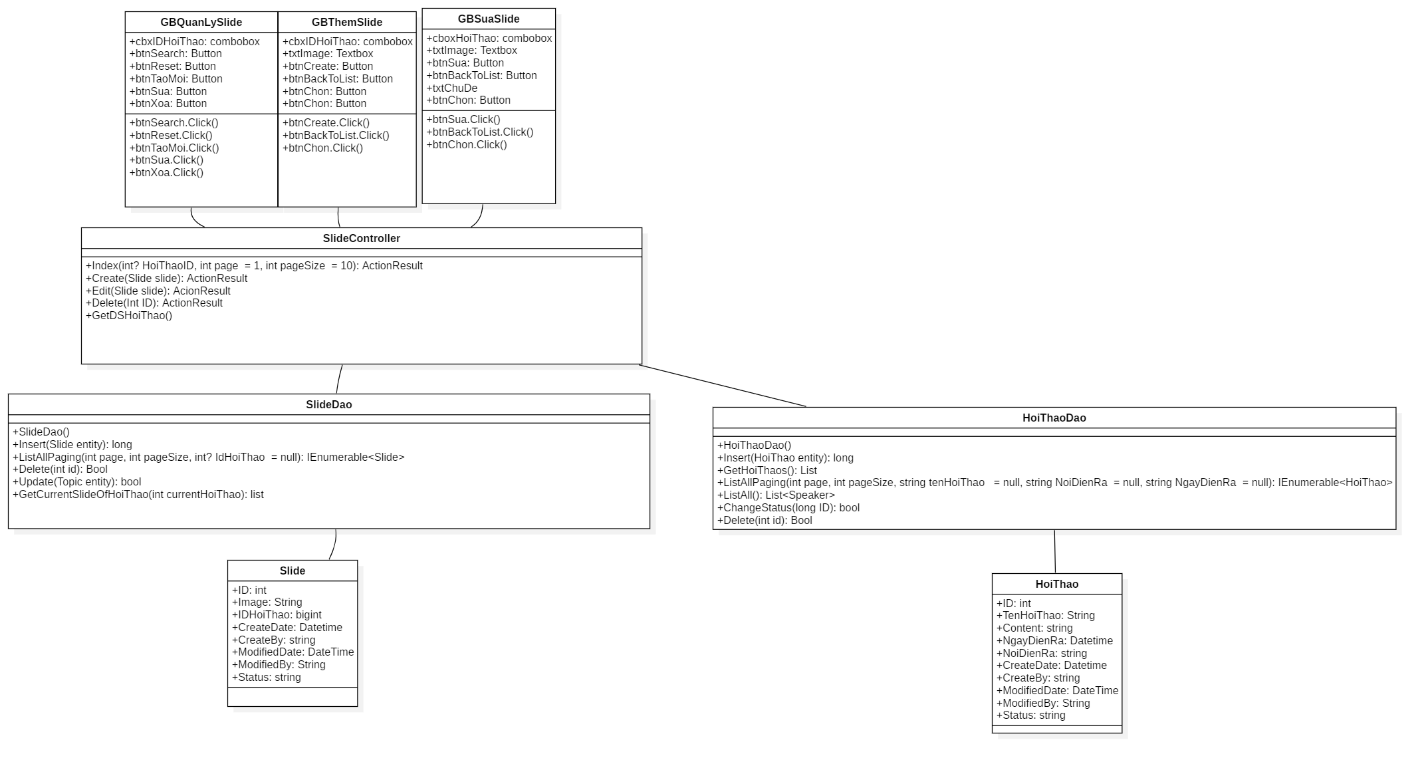 GBQuanLySlide
+cbxIDHoiThao: combobox
+btnSearch: Button
+btnReset: Button
+btnTaoMoi: Button
+btnSua: Button
+btnXoa: Button
+btnSearch.Click()
+btnReset.Click()
+btnTaoMoi.Click()
+btnSua.Click()
+btnXoa.Click()
GBThemSlide
+cbxIDHoiThao: combobox
+txtImage: Textbox
+btnCreate: Button
+btnBackToList: Button
+btnChon: Button
+btnChon: Button
+btnCreate.Click()
+btnBackToList.Click()
+btnChon.Click()
GBSuaSlide
+cboxHoiThao: combobox
+txtImage: Textbox
+btnSua: Button
+btnBackToList: Button
+txtChuDe
+btnChon: Button
+btnSua.Click()
+btnBackToList.Click()
+btnChon.Click()
SlideController
+Index(int? HoiThaoID, int page = 1, int pageSize = 10): ActionResult
+Create(Slide slide): ActionResult
+Edit(Slide slide): AcionResult
+Delete(Int ID): ActionResult
+GetDSHoiThao()
SlideDao
+SlideDao()
+Insert(Slide entity): long
+ListAllPaging(int page, int pageSize, int? IdHoiThao = null): IEnumerable<Slide>
+Delete(int id): Bool
+Update(Topic entity): bool
+GetCurrentSlideOfHoiThao(int currentHoiThao): list
HoiThaoDao
+HoiThaoDao()
+Insert(HoiThao entity): long
+GetHoiThaos(): List
+ListAllPaging(int page, int pageSize, string tenHoiThao = null, string NoiDienRa = null, string NgayDienRa = null): IEnumerable<HoiThao>
+ListAll(): List<Speaker>
+ChangeStatus(long ID): bool
+Delete(int id): Bool
Slide
+ID: int
+Image: String
+IDHoiThao: bigint
+CreateDate: Datetime
+CreateBy: string
+ModifiedDate: DateTime
+ModifiedBy: String
+Status: string
HoiThao
+ID: int
+TenHoiThao: String
+Content: string
+NgayDienRa: Datetime
+NoiDienRa: string
+CreateDate: Datetime
+CreateBy: string
+ModifiedDate: DateTime
+ModifiedBy: String
+Status: string